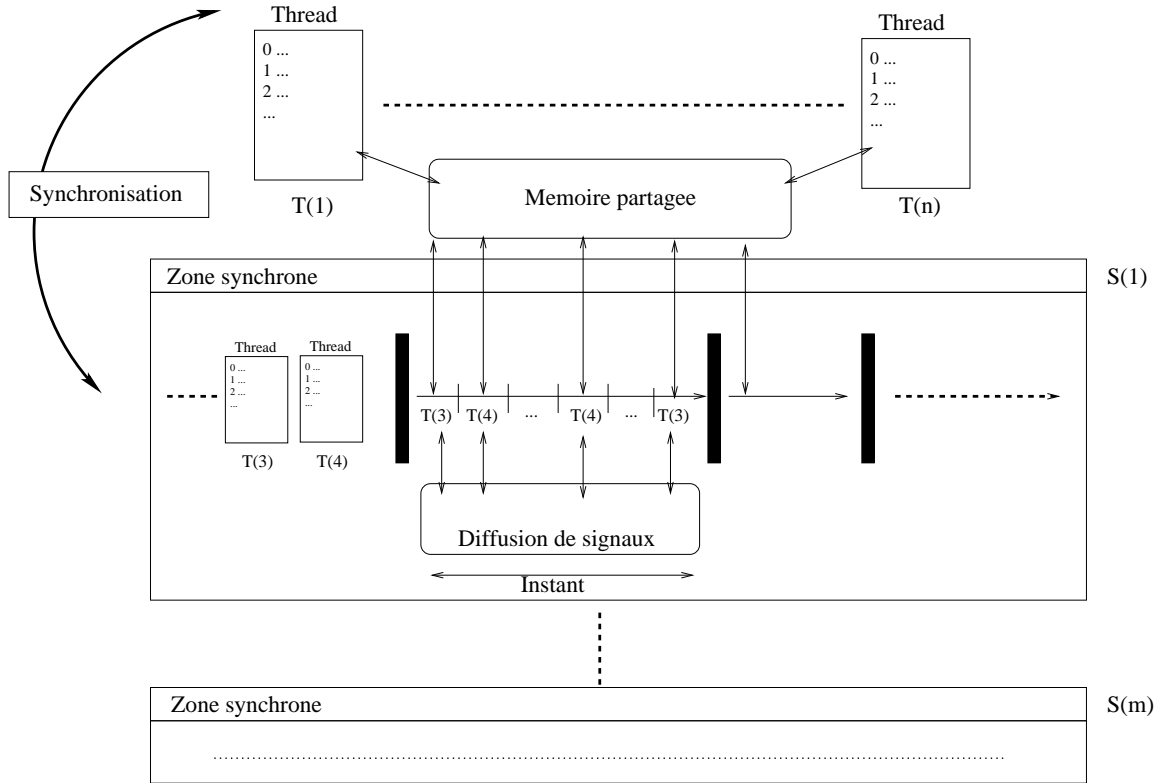 Thread
Thread
0 ...
1 ...
2 ...
...
0 ...
1 ...
2 ...
...
Synchronisation
Memoire partagee
T(1)
T(n)
Zone synchrone
S(1)
Thread
Thread
0 ...
1 ...
2 ...
...
0 ...
1 ...
2 ...
...
T(3) T(4) ... T(4) ... T(3)
T(3)
T(4)
Diffusion de signaux
Instant
Zone synchrone
S(m)